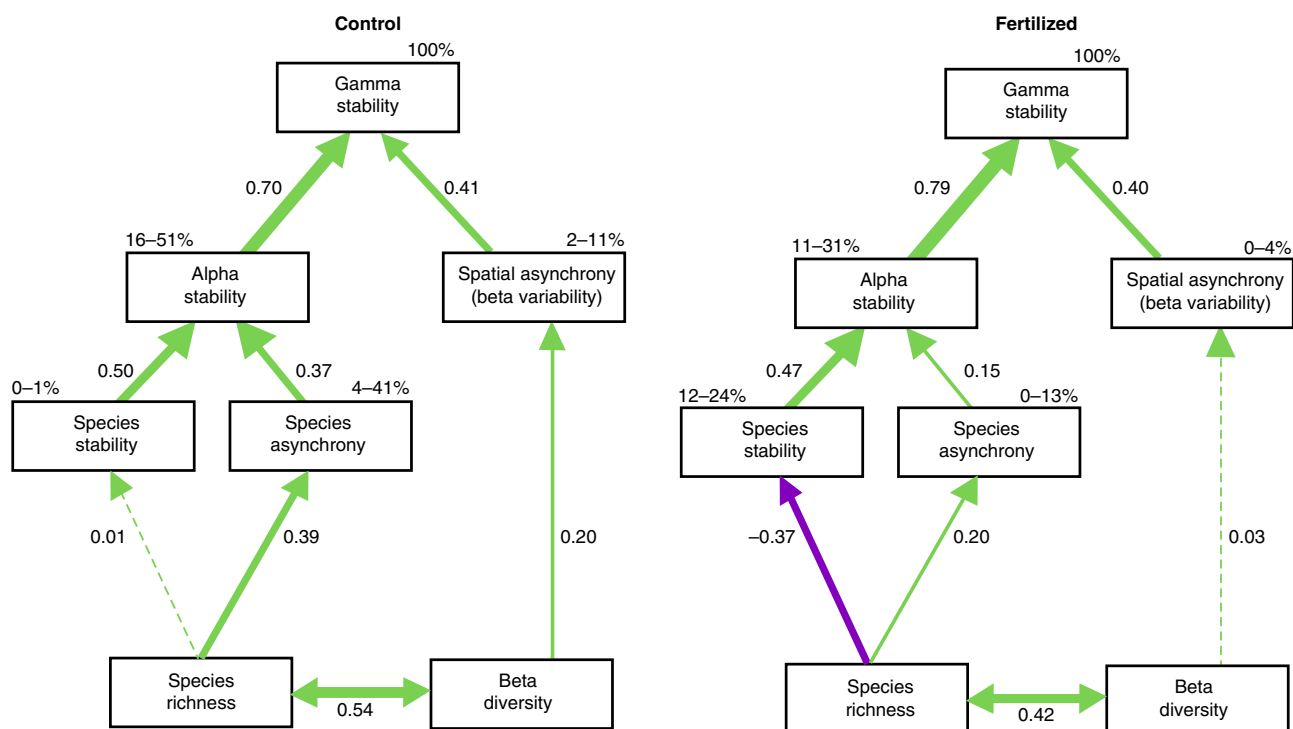 Control
100%
Gamma
stability
0.70
0.41
16–51%
2–11%
Alpha
stability
Spatial asynchrony
(beta variability)
0.50
0.37
0–1%
4–41%
Species
stability
Species
asynchrony
0.01
0.39
0.20
Species
richness
0.54
Beta
diversity
Fertilized
100%
Gamma
stability
0.79
0.40
11–31%
0–4%
Alpha
stability
Spatial asynchrony
(beta variability)
0.47
0.15
12–24%
0–13%
Species
stability
Species
asynchrony
–0.37
0.20
0.03
Species
richness
0.42
Beta
diversity